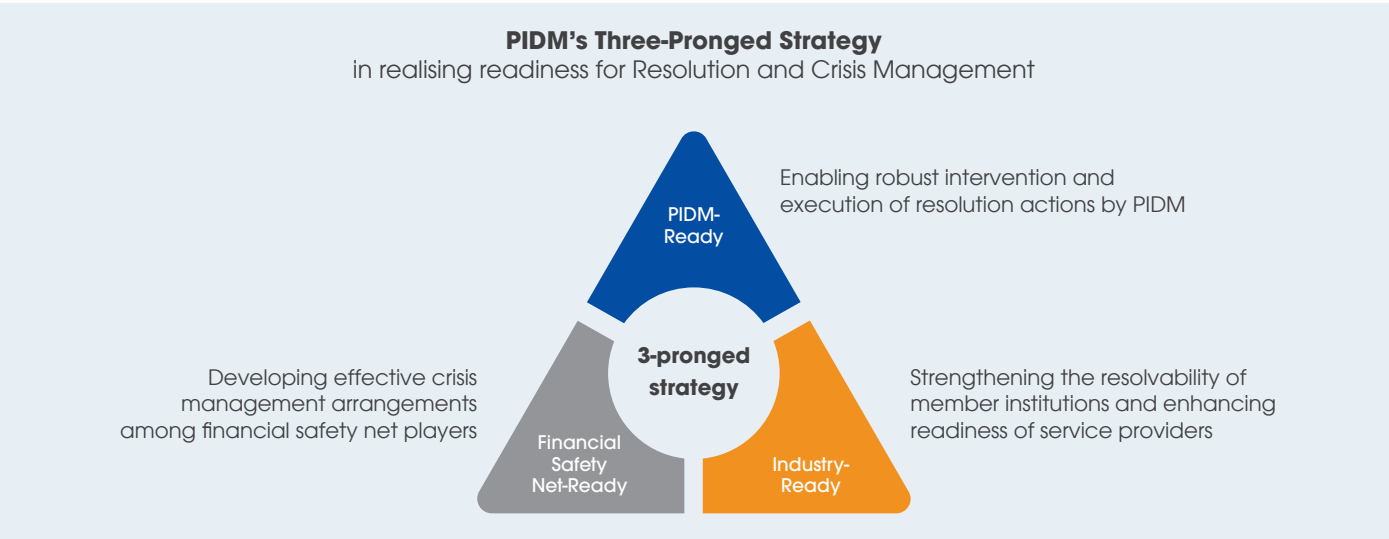 PIDM’s Three-Pronged Strategy
in realising readiness for Resolution and Crisis Management
PIDM-
Ready
Enabling robust intervention and
execution of resolution actions by PIDM
3-pronged
strategy
Developing effective crisis
management arrangements
among financial safety net players
Financial
Safety
Net-Ready
Industry-
Ready
Strengthening the resolvability of
member institutions and enhancing
readiness of service providers